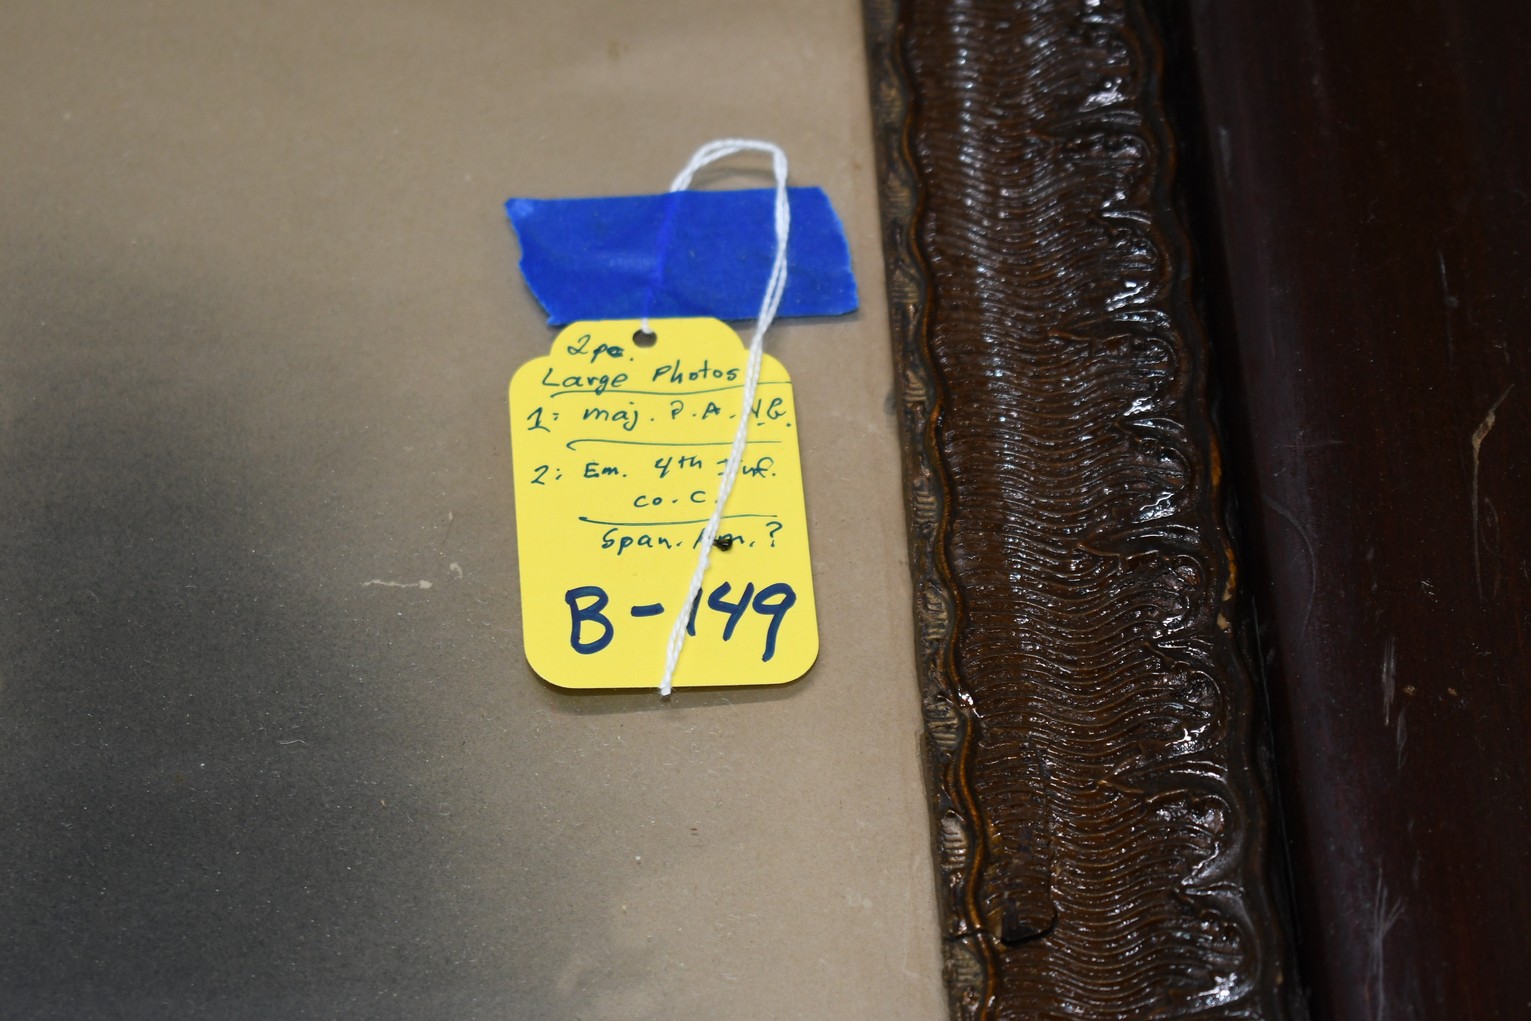 2pc.
Large Photos
1: maj. P.A. N.G.
2: Em. 4th Inf.
co. C.
Span. Am.?
B-149